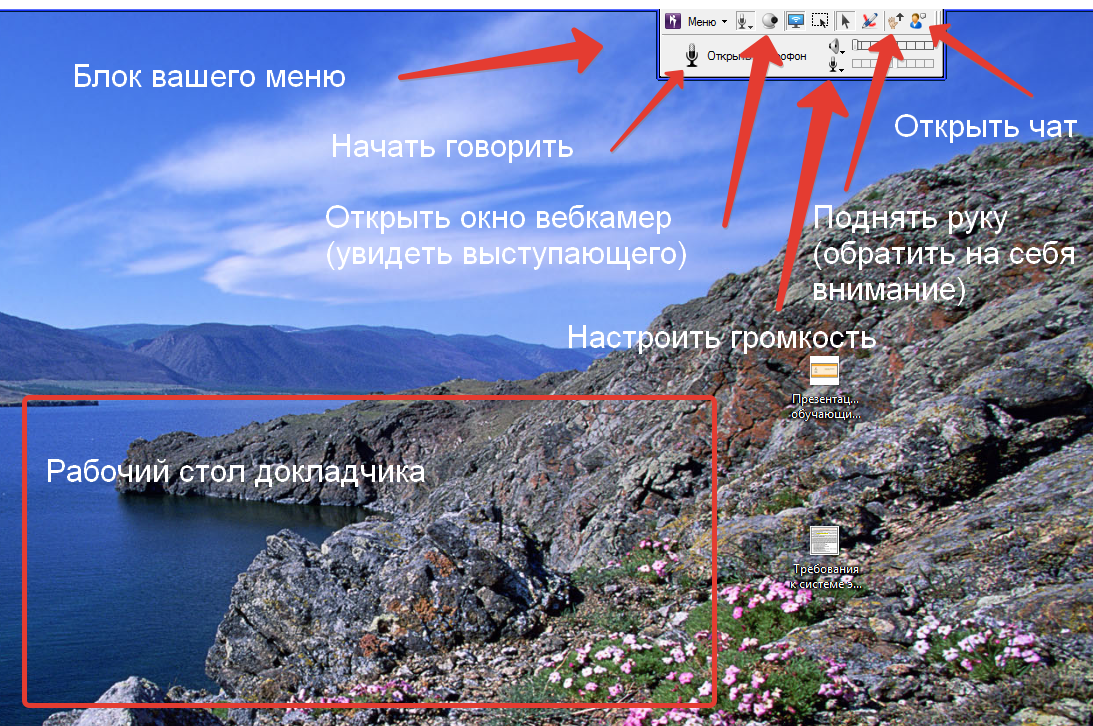 Меню
Открыть фон
Блок вашего меню
Открыть чат
Начать говорить
Открыть окно вебкамер
(увидеть выступающего)
Поднять руку
(обратить на себя
внимание)
Настроить громкость
Презентац...
обучающи...
Рабочий стол докладчика
Требования
к системе э...